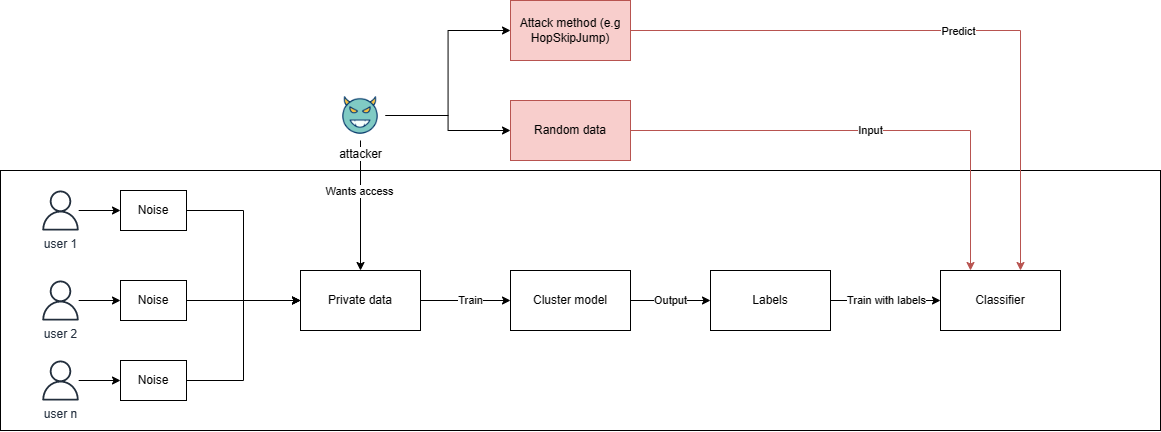 Attack method (e.g
HopSkipJump)
Predict
Random data
Input
attacker
Wants access
user 1
Noise
user 2
Noise
user n
Noise
Private data
Train
Cluster model
Output
Labels
Train with labels
Classifier